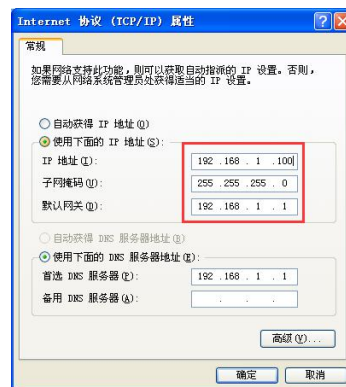 Internet 协议 (TCP/IP) 属性
常规
如果网络支持此功能，则可以获取自动指派的 IP 设置。否则，
您需要从网络系统管理员处获得适当的 IP 设置。
自动获得 IP 地址(O)
使用下面的 IP 地址(S):
IP 地址(I): 192 .168 . 1 .100
子网掩码(U): 255 .255 .255 . 0
默认网关(D): 192 .168 . 1 . 1
自动获得 DNS 服务器地址(B)
使用下面的 DNS 服务器地址(E):
首选 DNS 服务器(P): 192 .168 . 1 . 1
备用 DNS 服务器(A): . . .
高级(V)...
确定 取消